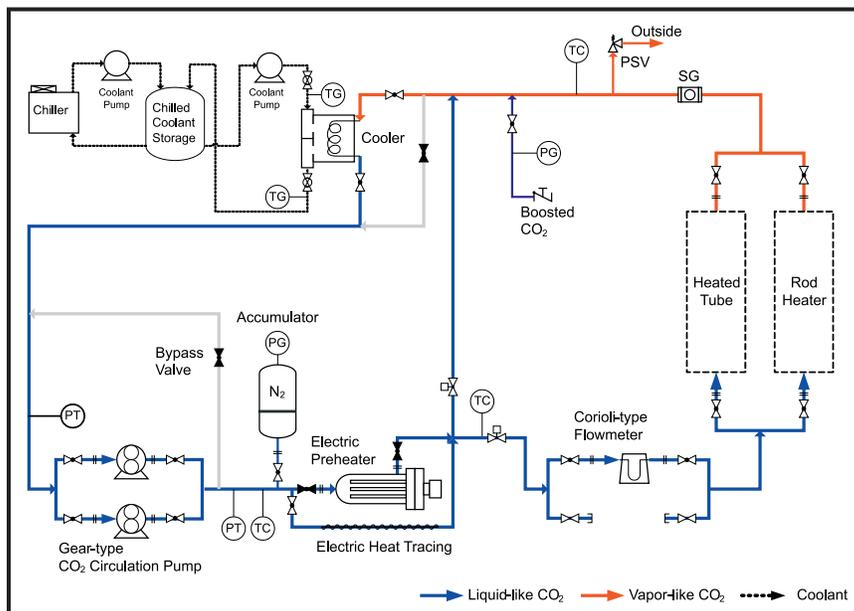 Outside
TC
PSV
SG
Coolant
Pump
Coolant
Pump
TG
Chiller
Chilled
Coolant
Storage
Cooler
PG
TG
Boosted
CO₂
Heated
Tube
Rod
Heater
Accumulator
Bypass
Valve
PG
N₂
PT
TC
Corioli-type
Flowmeter
Electric
Preheater
PT
TC
Gear-type
CO₂ Circulation Pump
Electric Heat Tracing
Liquid-like CO₂
Vapor-like CO₂
Coolant